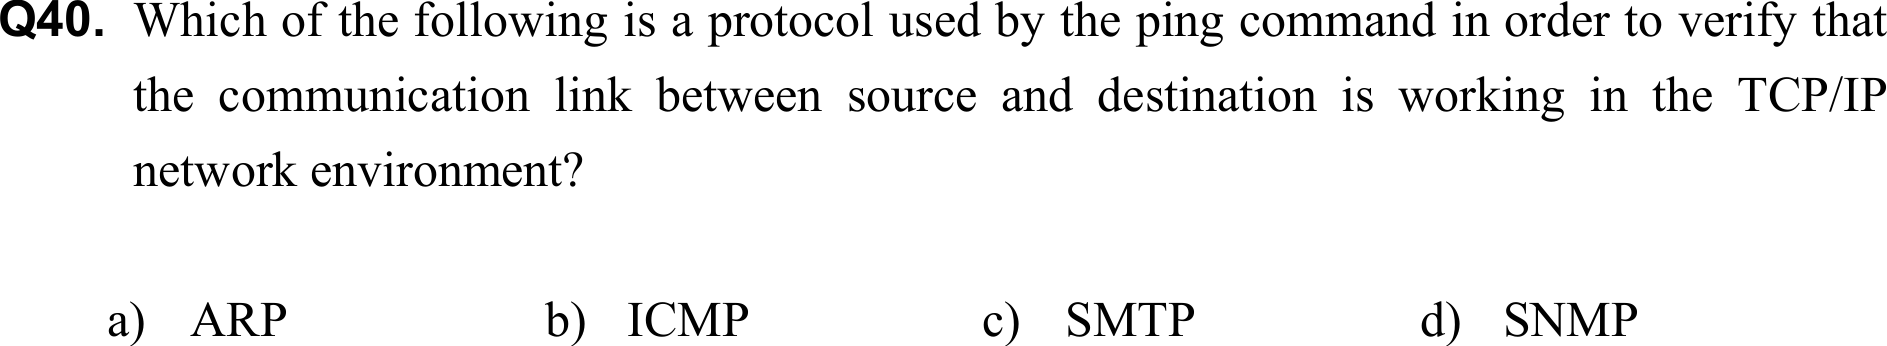 Q40. Which of the following is a protocol used by the ping command in order to verify that
the communication link between source and destination is working in the TCP/IP
network environment?
a) ARP b) ICMP c) SMTP d) SNMP